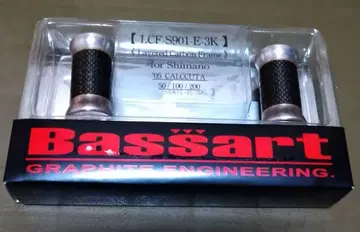 【 LCF S901-E-3K 】
《 Layered Carbon Frame 》
for Shimano
'05 CALCUTTA
50 / 100 / 200
Bassart
GRAPHITE ENGINEERING.